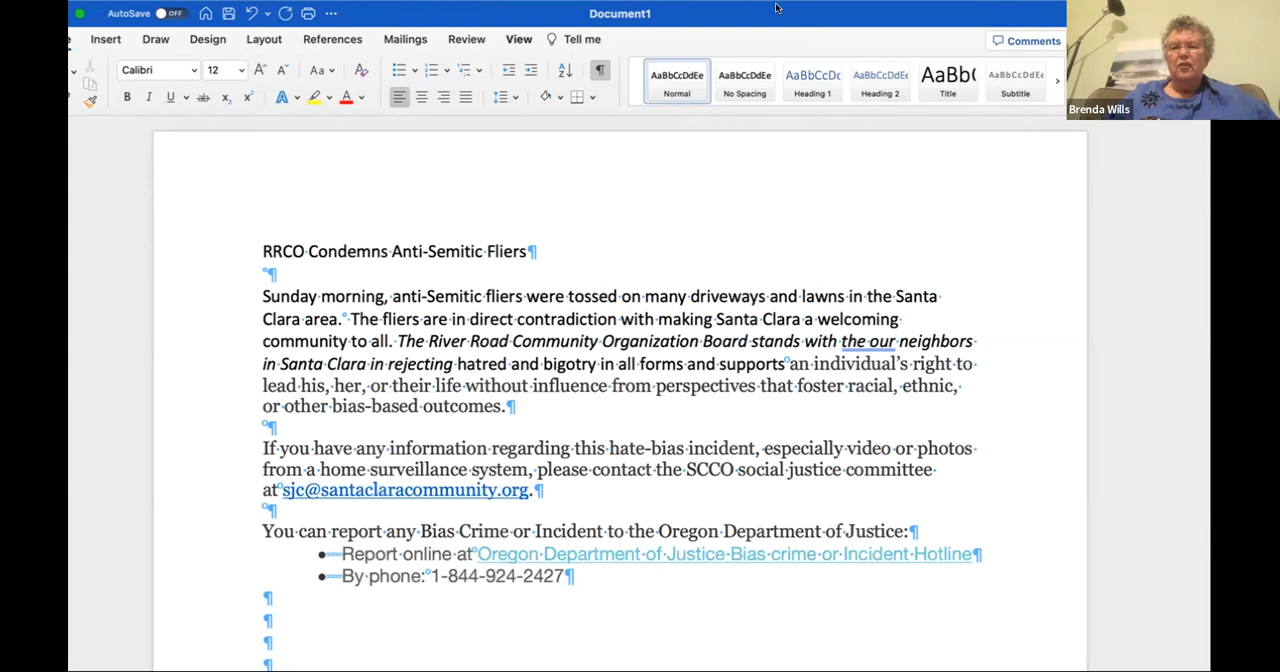 AutoSave OFF
Document1
Insert Draw Design Layout References Mailings Review View Tell me
Comments
Calibri 12
AaBbCcDdEe AaBbCcDdEe AaBbCcDc AaBbCcDdEe AaBb( AaBbCcDdEe
Normal No Spacing Heading 1 Heading 2 Title Subtitle
Brenda Wills
RRCO Condemns Anti-Semitic Fliers
Sunday morning, anti-Semitic fliers were tossed on many driveways and lawns in the Santa
Clara area. The fliers are in direct contradiction with making Santa Clara a welcoming
community to all. The River Road Community Organization Board stands with the our neighbors
in Santa Clara in rejecting hatred and bigotry in all forms and supports an individual's right to
lead his, her, or their life without influence from perspectives that foster racial, ethnic,
or other bias-based outcomes.
If you have any information regarding this hate-bias incident, especially video or photos
from a home surveillance system, please contact the SCCO social justice committee
at sjc@santaclaracommunity.org.
You can report any Bias Crime or Incident to the Oregon Department of Justice:
• Report online at Oregon Department of Justice Bias crime or Incident Hotline
• By phone: 1-844-924-2427